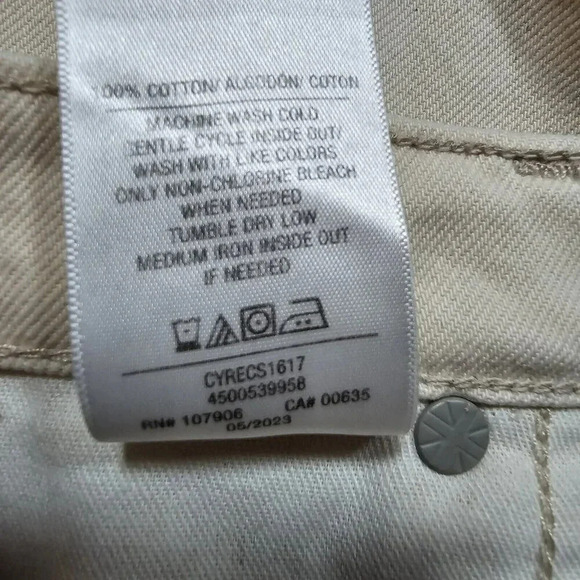 100% COTTON/ ALGODÓN/ COTON
MACHINE WASH COLD
GENTLE CYCLE INSIDE OUT/
WASH WITH LIKE COLORS
ONLY NON-CHLORINE BLEACH
WHEN NEEDED
TUMBLE DRY LOW
MEDIUM IRON INSIDE OUT
IF NEEDED
CYRECS1617
4500539958
RN# 107906 CA# 00635
05/2023